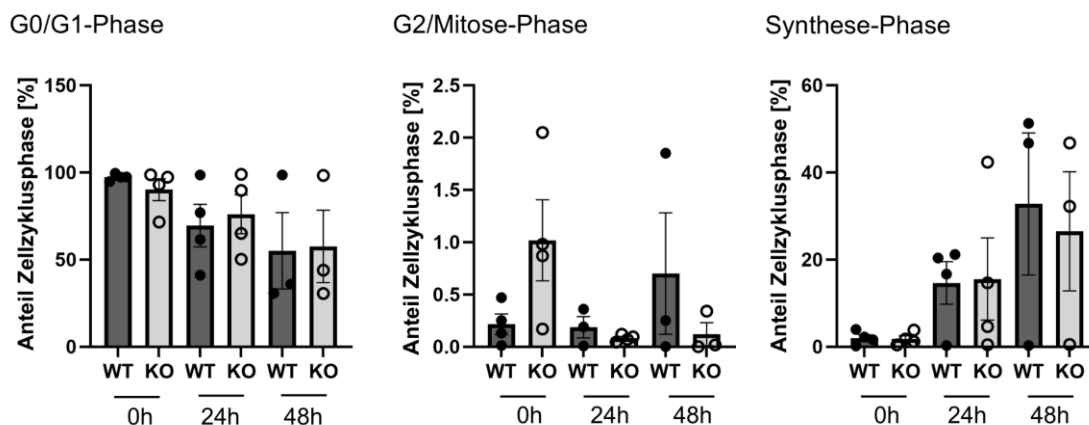 G0/G1-Phase
Anteil Zellzyklusphase [%]
150
100
50
0
WT KO WT KO WT KO
0h 24h 48h
G2/Mitose-Phase
Anteil Zellzyklusphase [%]
2.5
2.0
1.5
1.0
0.5
0.0
WT KO WT KO WT KO
0h 24h 48h
Synthese-Phase
Anteil Zellzyklusphase [%]
60
40
20
0
WT KO WT KO WT KO
0h 24h 48h